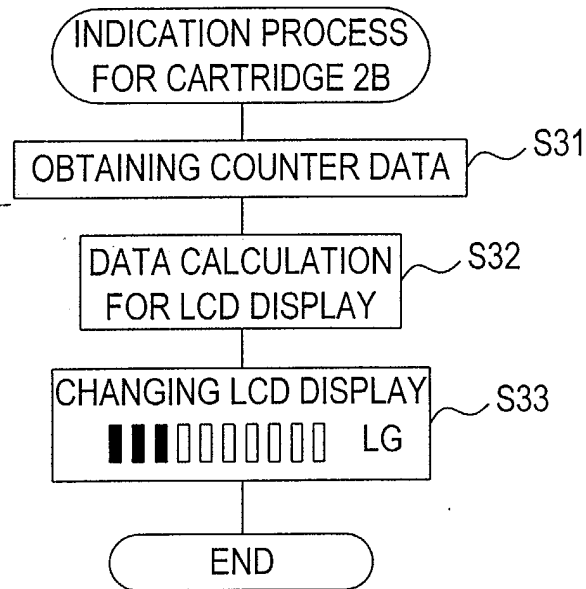 INDICATION PROCESS
FOR CARTRIDGE 2B
OBTAINING COUNTER DATA
S31
DATA CALCULATION
FOR LCD DISPLAY
S32
CHANGING LCD DISPLAY
LG
S33
END